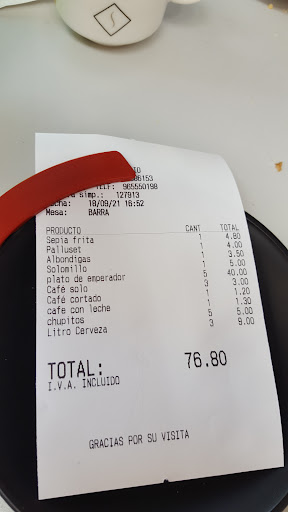 TELF: 965550198
simp.: 127913
18/09/21 16:52
Mesa: BARRA
PRODUCTO CANT TOTAL
Sepia frita 1 4.80
Palluset 1 4.00
Albondigas 1 3.50
Solomillo 1 5.00
plato de emperador 5 40.00
Café solo 3 3.00
Café cortado 1 1.20
cafe con leche 1 1.30
chupitos 5 5.00
Litro Cerveza 3 9.00
TOTAL: 76.80
I.V.A. INCLUIDO
GRACIAS POR SU VISITA